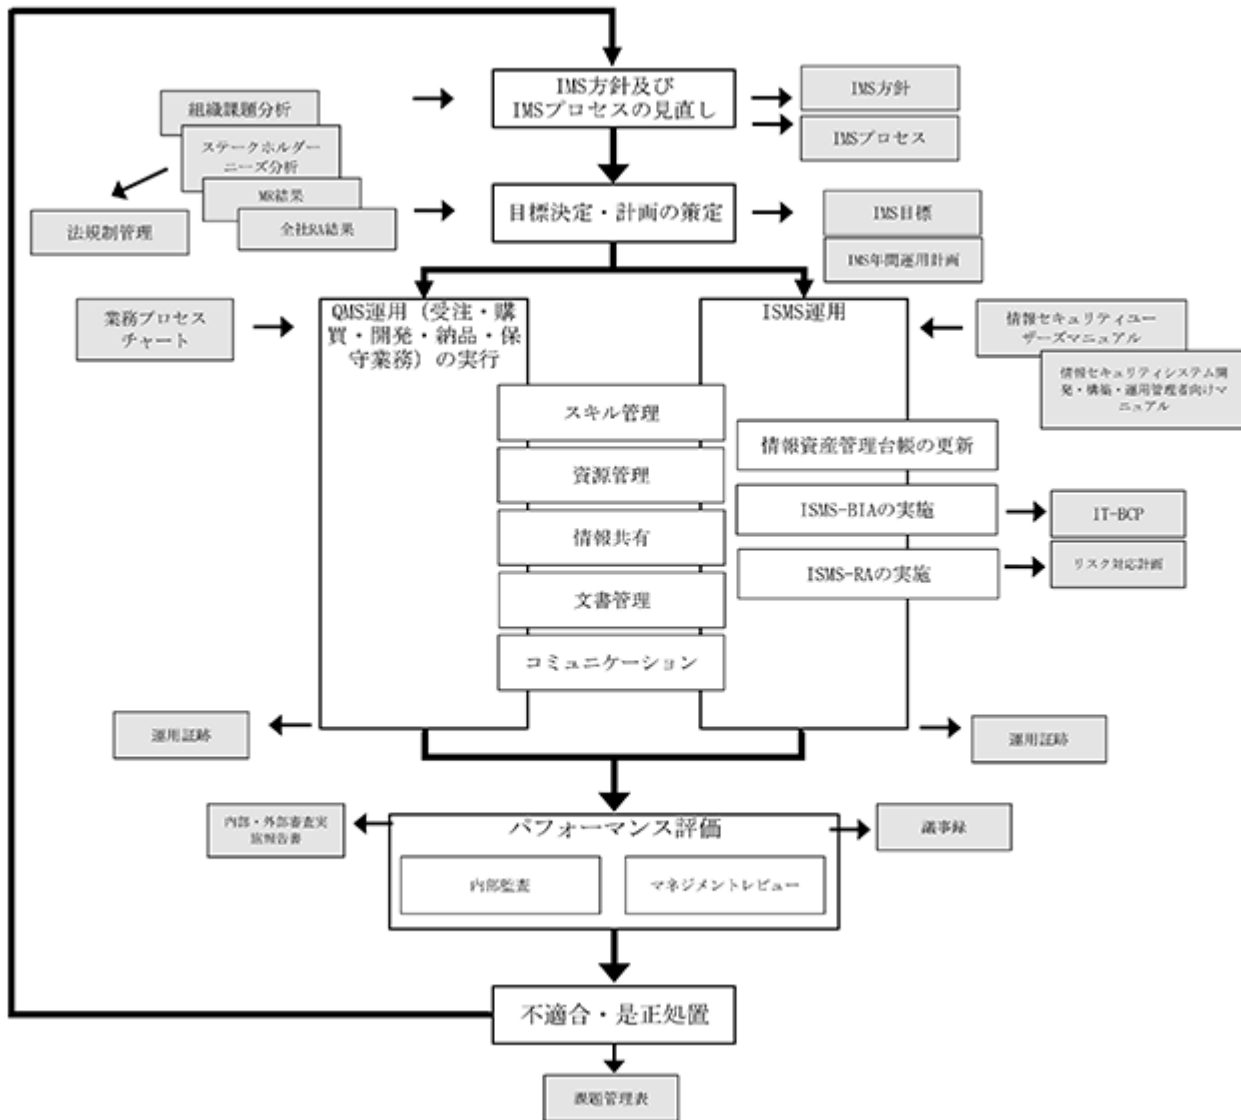 IMS方針及び
IMSプロセスの見直し
IMS方針
IMSプロセス
組織課題分析
ステークホルダー
ニーズ分析
MR結果
全社RA結果
法規制管理
目標決定・計画の策定
IMS目標
IMS年間運用計画
業務プロセス
チャート
QMS運用（受注・購
買・開発・納品・保
守業務）の実行
ISMS運用
情報セキュリティユー
ザーズマニュアル
情報セキュリティシステム開
発・構築・運用管理者向けマ
ニュアル
スキル管理
資源管理
情報共有
文書管理
コミュニケーション
情報資産管理台帳の更新
ISMS-BIAの実施
ISMS-RAの実施
IT-BCP
リスク対応計画
運用証跡
運用証跡
内部・外部審査実
施報告書
パフォーマンス評価
議事録
内部監査
マネジメントレビュー
不適合・是正処置
課題管理表